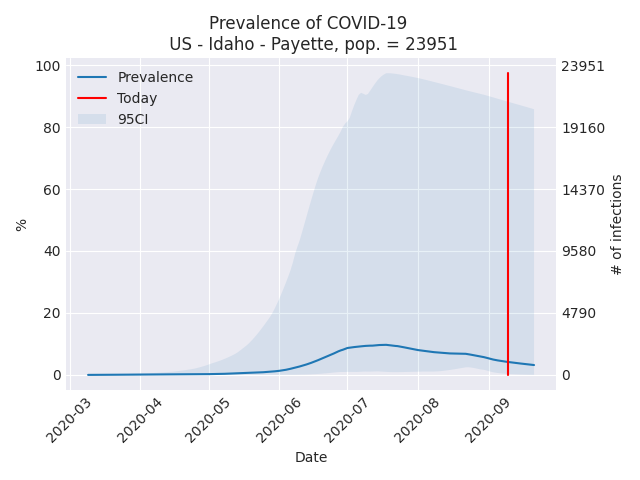 Prevalence of COVID-19
US - Idaho - Payette, pop. = 23951
Prevalence
Today
95CI
100
80
60
40
20
0
%
23951
19160
14370
9580
4790
0
# of infections
2020-03
2020-04
2020-05
2020-06
2020-07
2020-08
2020-09
Date